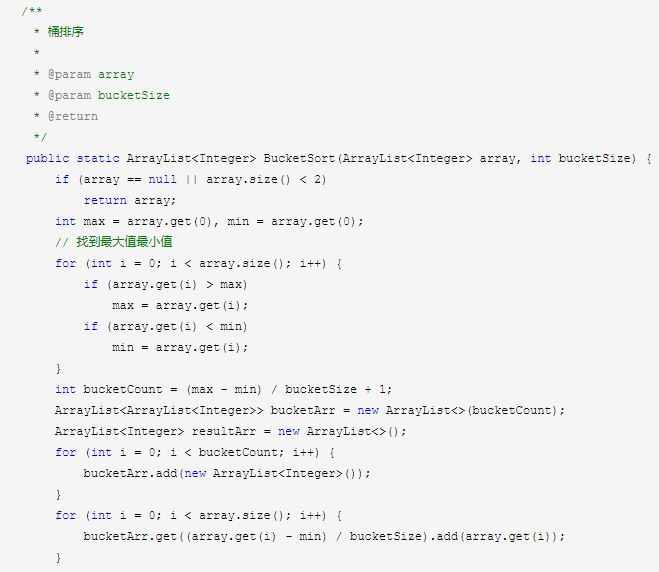 /**
 * 桶排序
 *
 * @param array
 * @param bucketSize
 * @return
 */
public static ArrayList<Integer> BucketSort(ArrayList<Integer> array, int bucketSize) {
    if (array == null || array.size() < 2)
        return array;
    int max = array.get(0), min = array.get(0);
    // 找到最大值最小值
    for (int i = 0; i < array.size(); i++) {
        if (array.get(i) > max)
            max = array.get(i);
        if (array.get(i) < min)
            min = array.get(i);
    }
    int bucketCount = (max - min) / bucketSize + 1;
    ArrayList<ArrayList<Integer>> bucketArr = new ArrayList<>(bucketCount);
    ArrayList<Integer> resultArr = new ArrayList<>();
    for (int i = 0; i < bucketCount; i++) {
        bucketArr.add(new ArrayList<Integer>());
    }
    for (int i = 0; i < array.size(); i++) {
        bucketArr.get((array.get(i) - min) / bucketSize).add(array.get(i));
    }